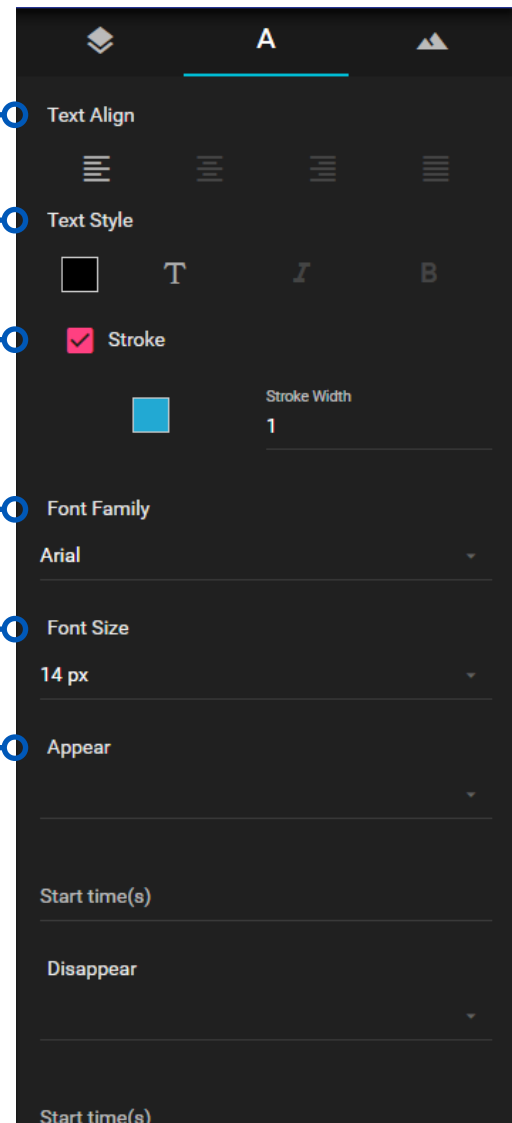 A
Text Align
Text Style
T I B
Stroke
Stroke Width
1
Font Family
Arial
Font Size
14 px
Appear
Start time(s)
Disappear
Start time(s)